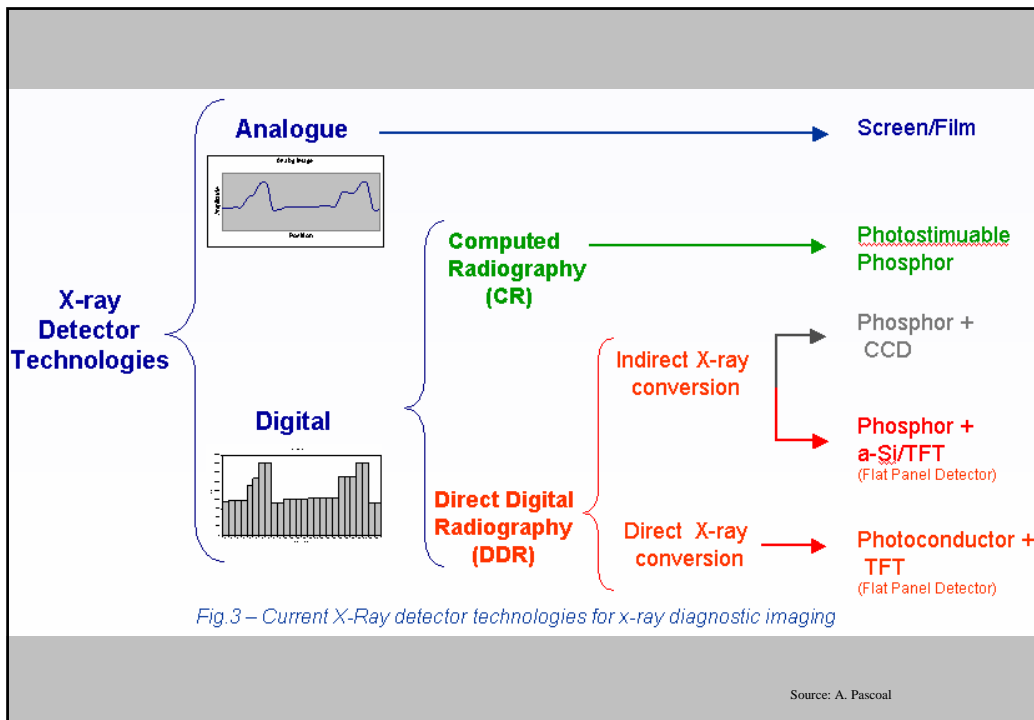 Analogue
Screen/Film
Amplitude
Position
Computed
Radiography
(CR)
Photostimuable
Phosphor
X-ray
Detector
Technologies
Phosphor +
CCD
Indirect X-ray
conversion
Digital
Phosphor +
a-Si/TFT
(Flat Panel Detector)
Direct Digital
Radiography
(DDR)
Direct X-ray
conversion
Photoconductor +
TFT
(Flat Panel Detector)
Fig.3 – Current X-Ray detector technologies for x-ray diagnostic imaging
Source: A. Pascoal